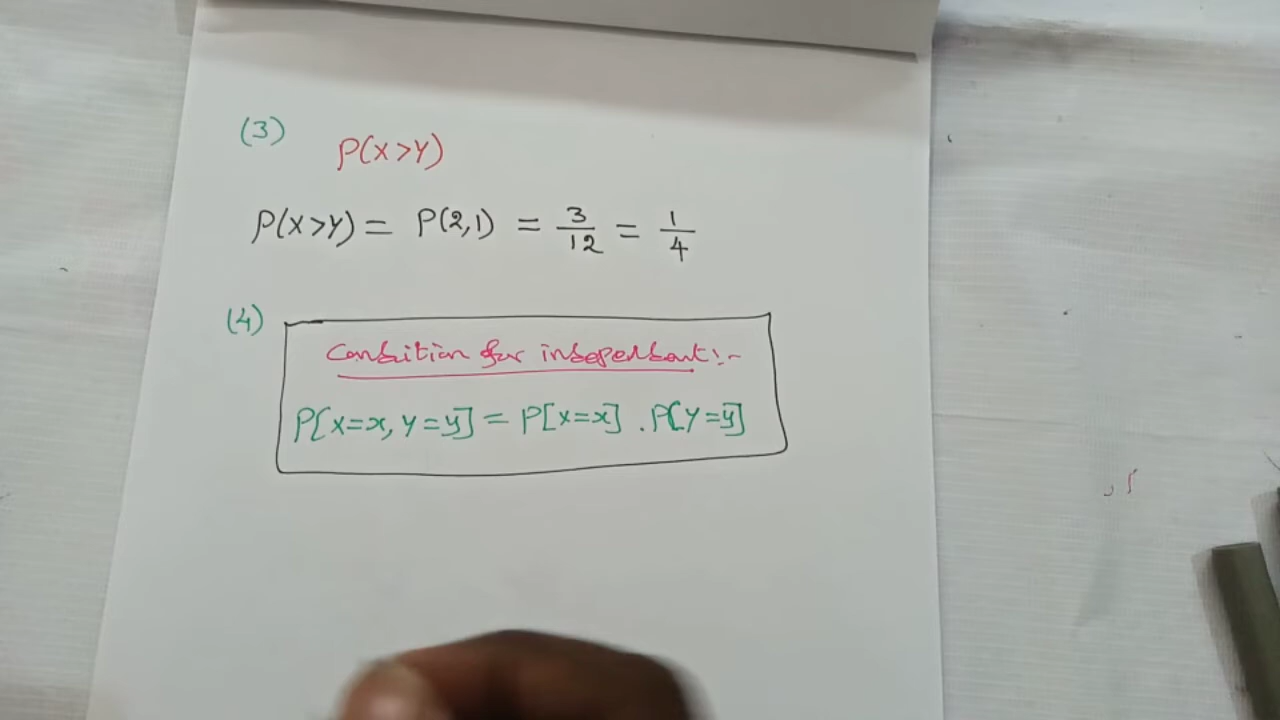 (3) P(X>Y)
P(X>Y) = P(2,1) = 3/12 = 1/4
(4) Condition for independent:-
P[X=x, Y=y] = P[X=x] . P[Y=y]